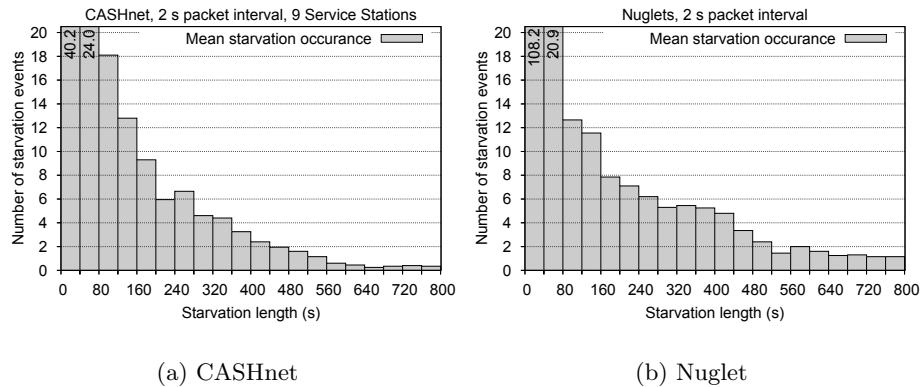 CASHnet, 2 s packet interval, 9 Service Stations
Mean starvation occurance
40.2
24.0
Number of starvation events
20
18
16
14
12
10
8
6
4
2
0
0 80 160 240 320 400 480 560 640 720 800
Starvation length (s)
(a) CASHnet
Nuglets, 2 s packet interval
Mean starvation occurance
108.2
20.9
Number of starvation events
20
18
16
14
12
10
8
6
4
2
0
0 80 160 240 320 400 480 560 640 720 800
Starvation length (s)
(b) Nuglet